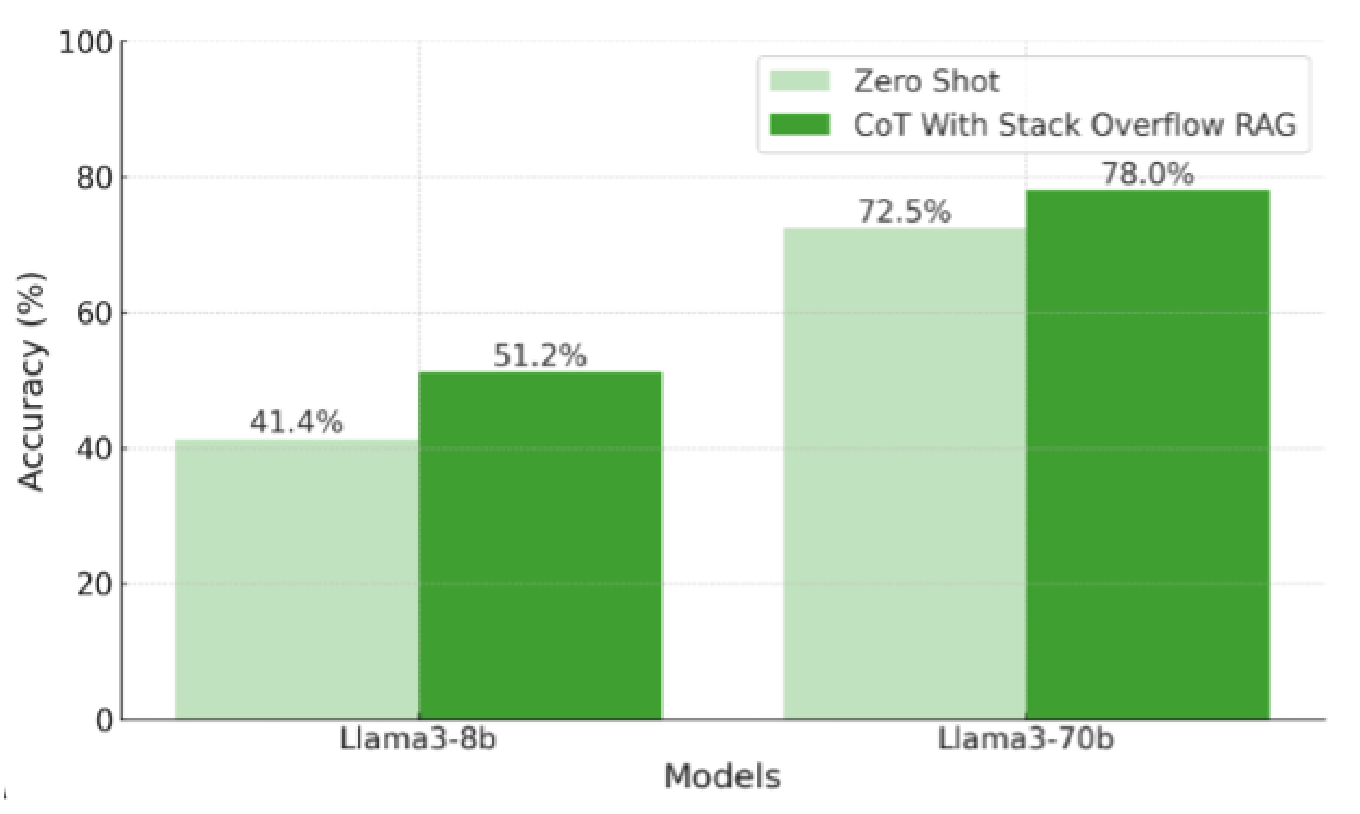 100
Zero Shot
CoT With Stack Overflow RAG
80
78.0%
72.5%
60
51.2%
41.4%
40
20
0
Accuracy (%)
Llama3-8b
Llama3-70b
Models